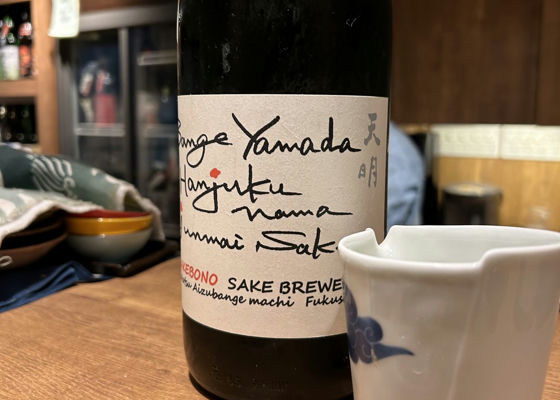 ange Yamada
天明
Hanjuku
nama
unmai Sak
KEBONO SAKE BREWE
Aizubange machi Fukus